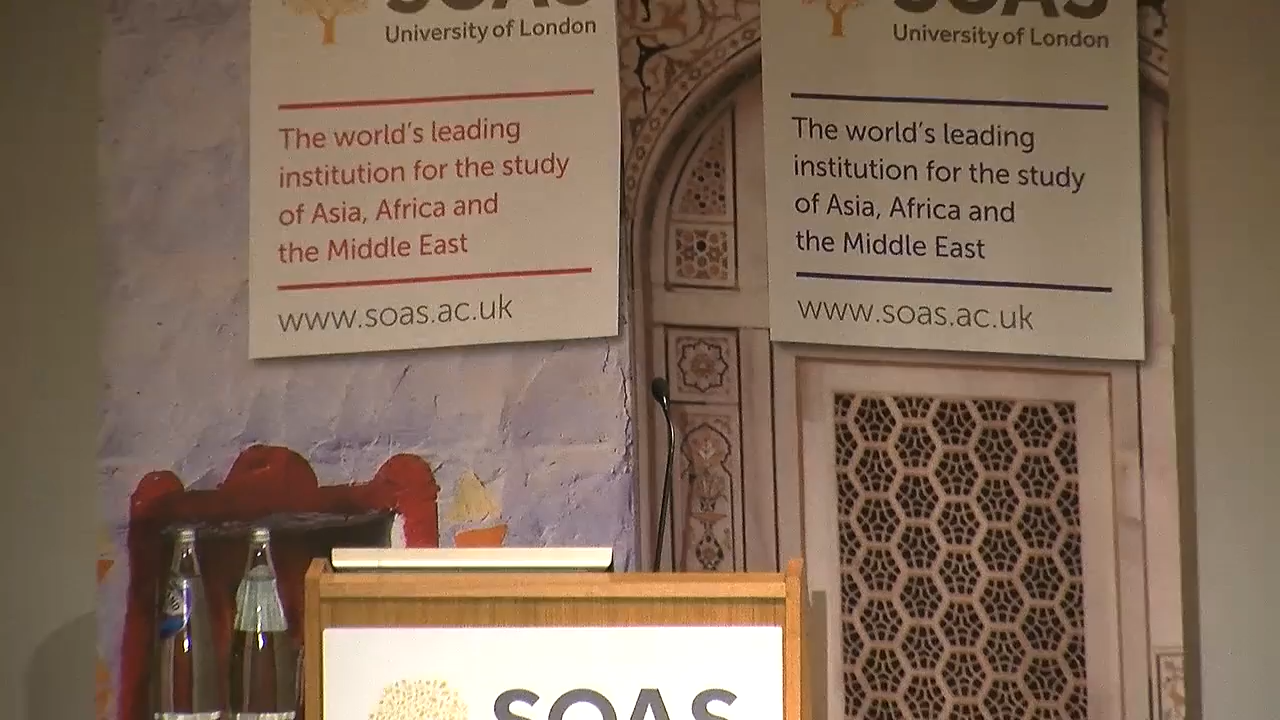 SOAS
University of London
The world's leading
institution for the study
of Asia, Africa and
the Middle East
www.soas.ac.uk
SOAS
University of London
The world's leading
institution for the study
of Asia, Africa and
the Middle East
www.soas.ac.uk
SOAS